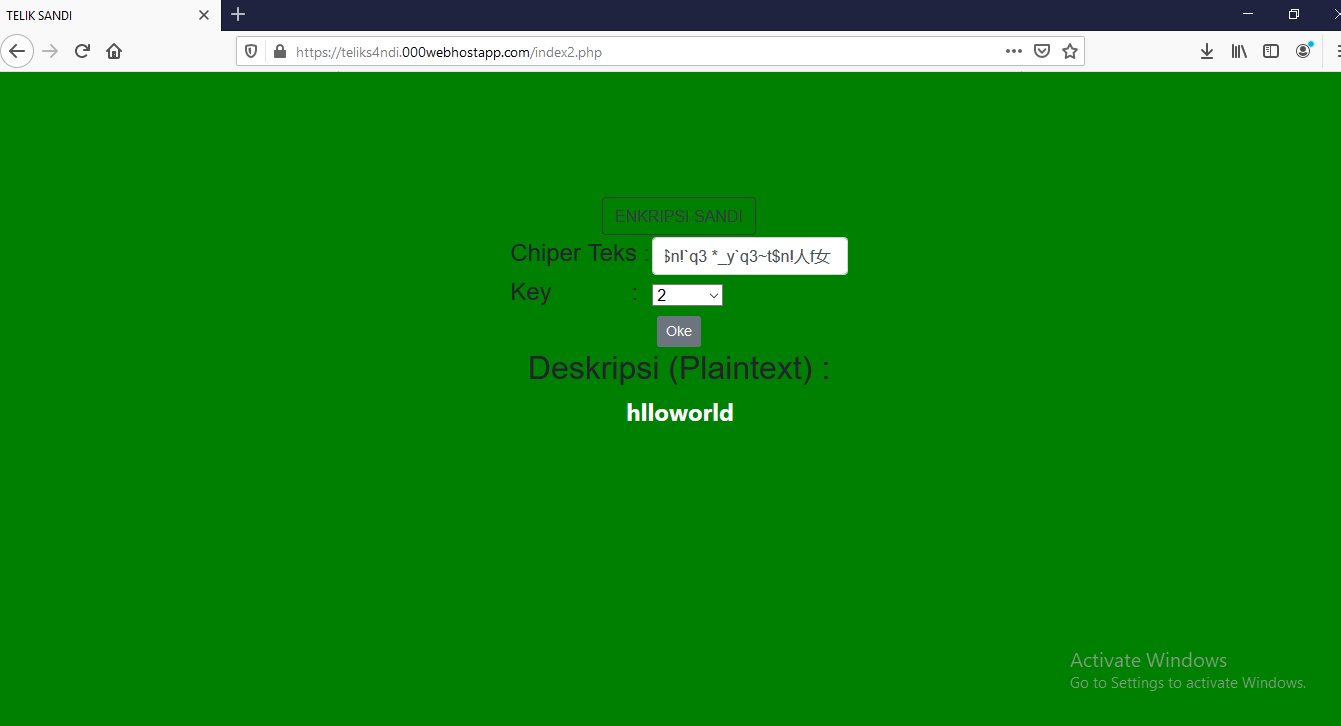 TELIK SANDI
https://teliks4ndi.000webhostapp.com/index2.php
ENKRIPSI SANDI
Chiper Teks : $n!`q3 *_y`q3~t$n!人f女
Key : 2
Oke
Deskripsi (Plaintext) :
hlloworld
Activate Windows
Go to Settings to activate Windows.